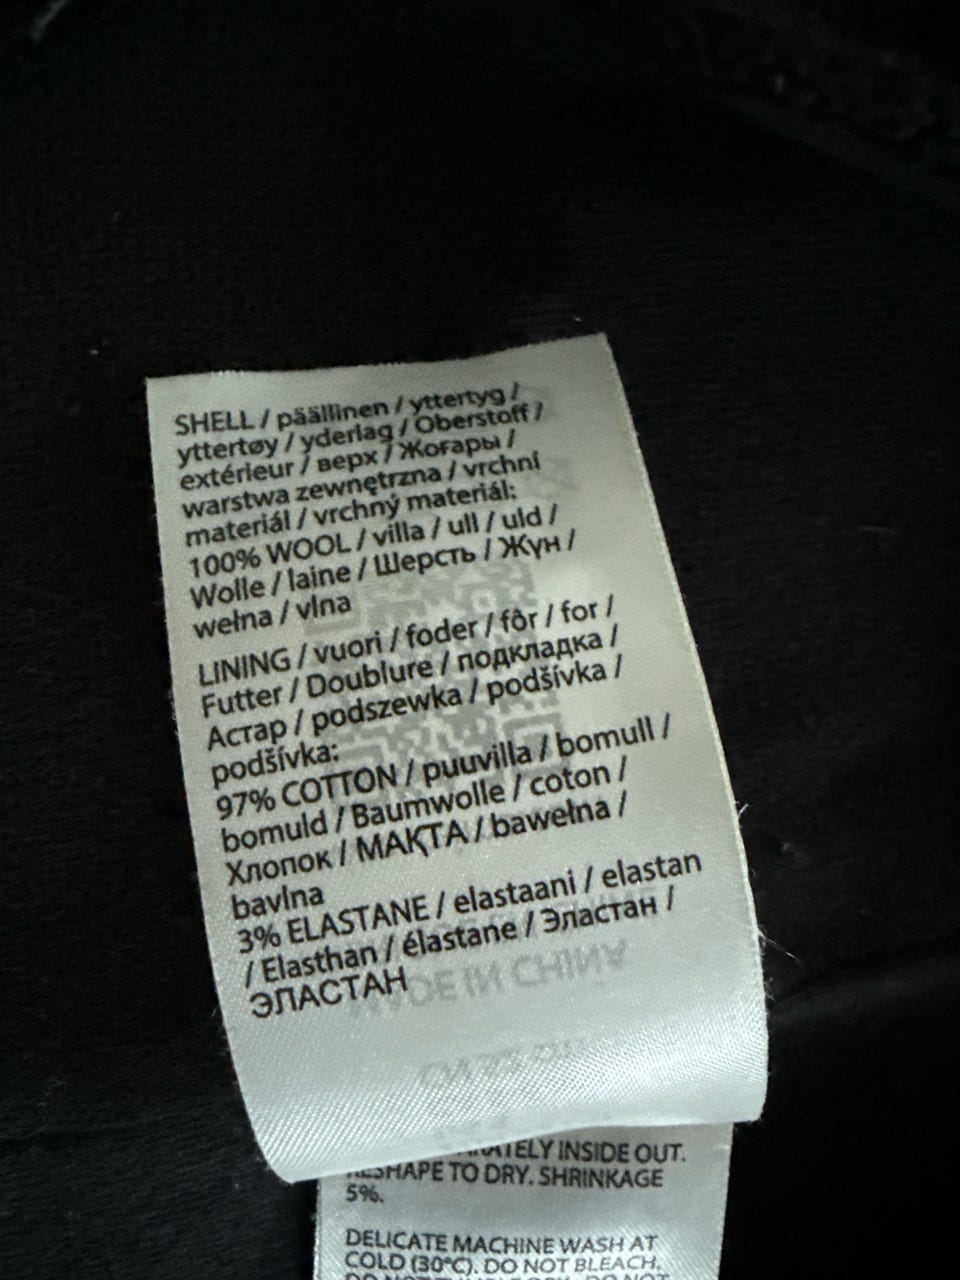 SHELL / päällinen / yttertyg /
yttertøy / yderlag / Oberstoff /
extérieur / верх / Жоғары /
warstwa zewnętrzna / vrchní
materiál / vrchný materiál:
100% WOOL / villa / ull / uld /
Wolle / laine / Шерсть / Жүн /
wełna / vlna
LINING / vuori / foder / fôr / for /
Futter / Doublure / подкладка /
Астар / podszewka / podšívka /
podšívka:
97% COTTON / puuvilla / bomull /
bomuld / Baumwolle / coton /
Хлопок / МАҚТА / bawełna /
bavlna
3% ELASTANE / elastaani / elastan
/ Elasthan / élastane / Эластан /
ЭЛАСТАН
MADE IN CHINA
INSIDE OUT.
RESHAPE TO DRY. SHRINKAGE
5%.
DELICATE MACHINE WASH AT
COLD (30°C). DO NOT BLEACH.